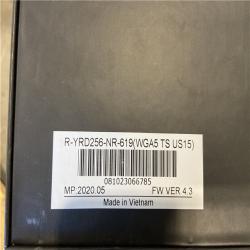 R-YRD256-NR-619(WGA5 TS US15)
081023066785
MP:2020.05 FW VER 4.3
Made in Vietnam